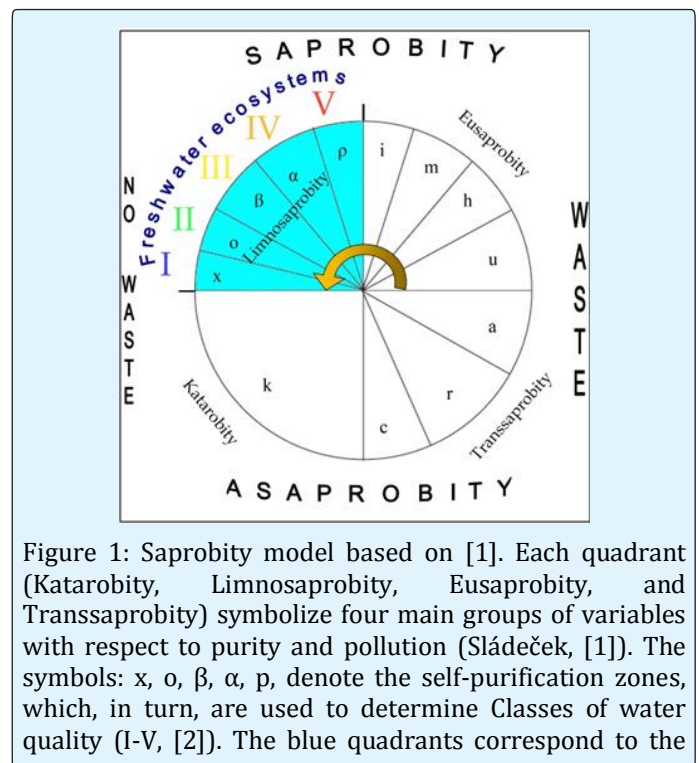 SAPROBITY
Freshwater ecosystems
I
II
III
IV
V
NO WASTE
WASTE
Eusaprobity
Limnosaprobity
Katarobity
Transsaprobity
x
o
β
α
ρ
i
m
h
u
a
r
c
k
ASAPROBITY
Figure 1: Saprobity model based on [1]. Each quadrant
(Katarobity, Limnosaprobity, Eusaprobity, and
Transsaprobity) symbolize four main groups of variables
with respect to purity and pollution (Sládeček, [1]). The
symbols: x, o, β, α, p, denote the self-purification zones,
which, in turn, are used to determine Classes of water
quality (I-V, [2]). The blue quadrants correspond to the